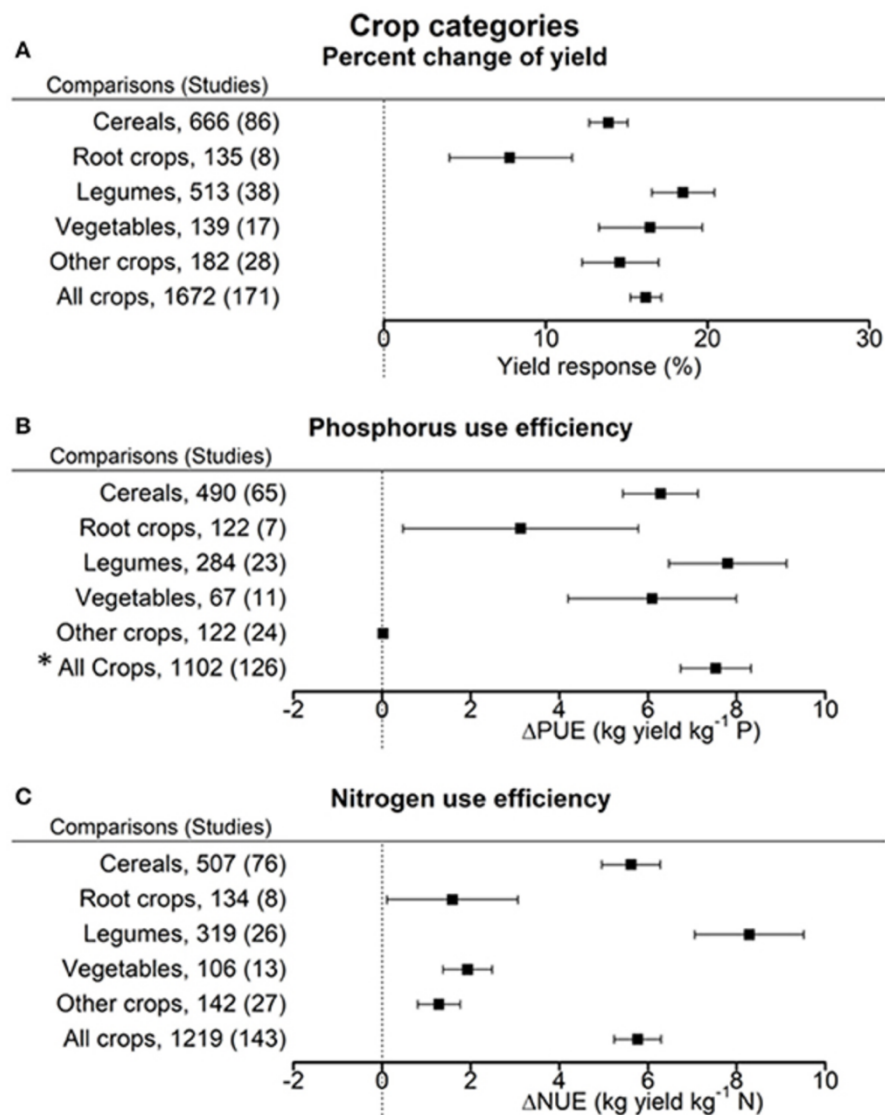 Crop categories
A
Percent change of yield
Comparisons (Studies)
Cereals, 666 (86)
Root crops, 135 (8)
Legumes, 513 (38)
Vegetables, 139 (17)
Other crops, 182 (28)
All crops, 1672 (171)
0 10 20 30
Yield response (%)
B
Phosphorus use efficiency
Comparisons (Studies)
Cereals, 490 (65)
Root crops, 122 (7)
Legumes, 284 (23)
Vegetables, 67 (11)
Other crops, 122 (24)
* All Crops, 1102 (126)
-2 0 2 4 6 8 10
ΔPUE (kg yield kg⁻¹ P)
C
Nitrogen use efficiency
Comparisons (Studies)
Cereals, 507 (76)
Root crops, 134 (8)
Legumes, 319 (26)
Vegetables, 106 (13)
Other crops, 142 (27)
All crops, 1219 (143)
-2 0 2 4 6 8 10
ΔNUE (kg yield kg⁻¹ N)